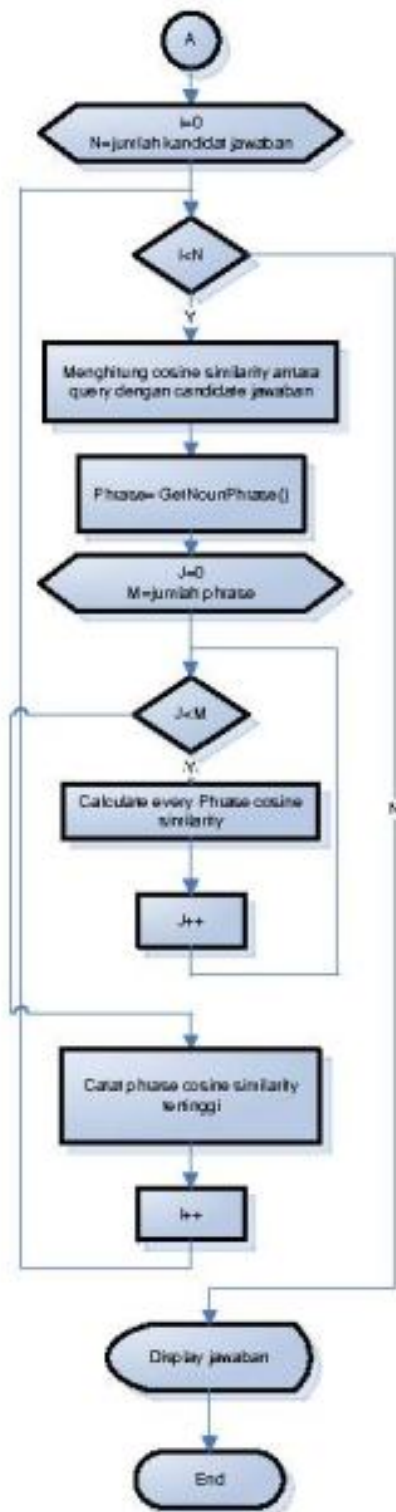 A
I=0
N=jumlah kandidat jawaban
I<N
Y
Menghitung cosine similarity antara
query dengan candidate jawaban
Phrase= GetNounPhrase()
J=0
M=jumlah phrase
J<M
Y
N
Calculate every Phrase cosine
similarity
J++
Catat phrase cosine similarity
tertinggi
I++
Display jawaban
End